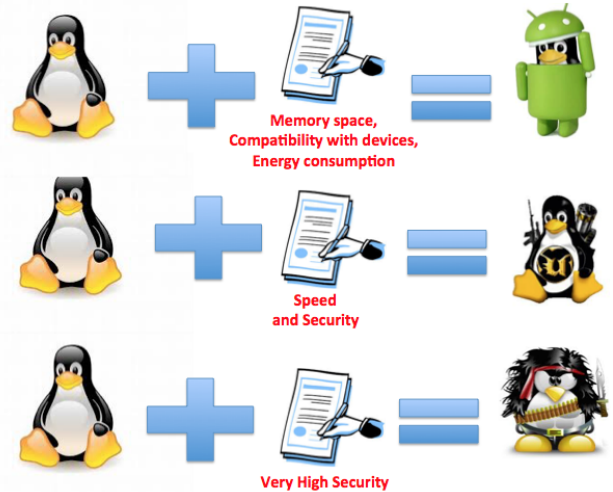 Memory space,
Compatibility with devices,
Energy consumption
Speed
and Security
Very High Security